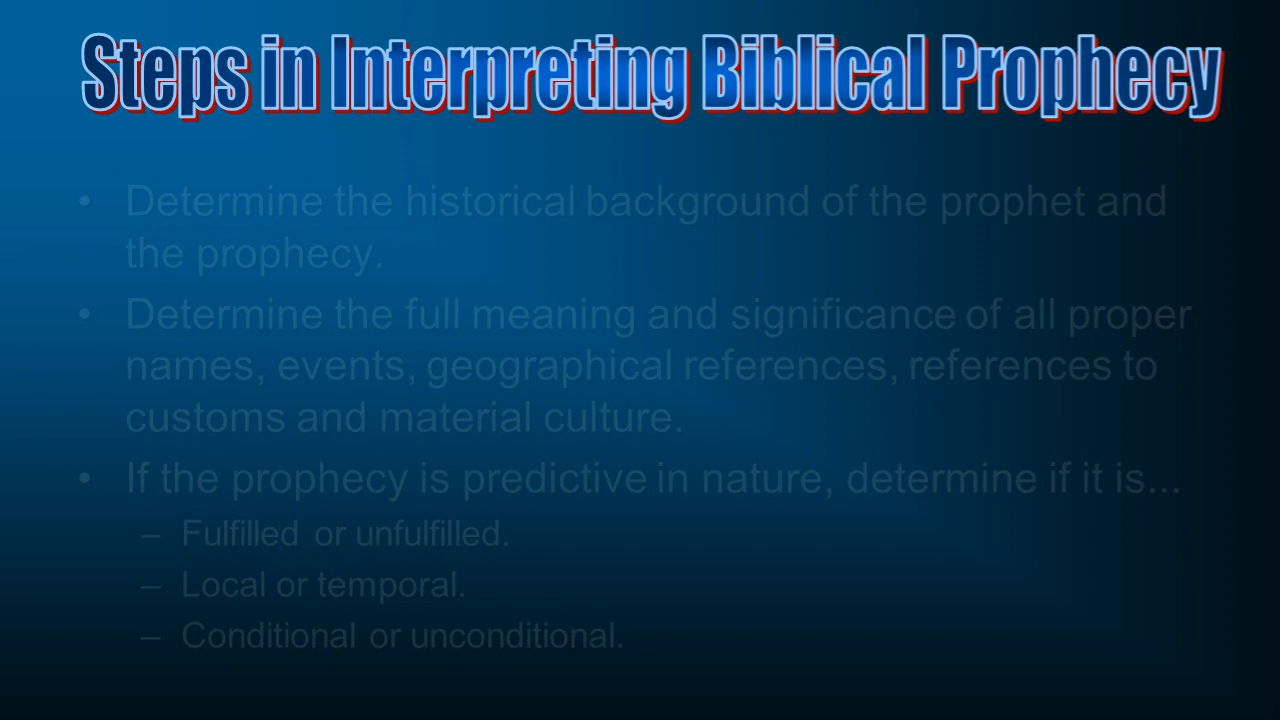 Steps in Interpreting Biblical Prophecy
• Determine the historical background of the prophet and
the prophecy.
• Determine the full meaning and significance of all proper
names, events, geographical references, references to
customs and material culture.
• If the prophecy is predictive in nature, determine if it is...
– Fulfilled or unfulfilled.
– Local or temporal.
– Conditional or unconditional.